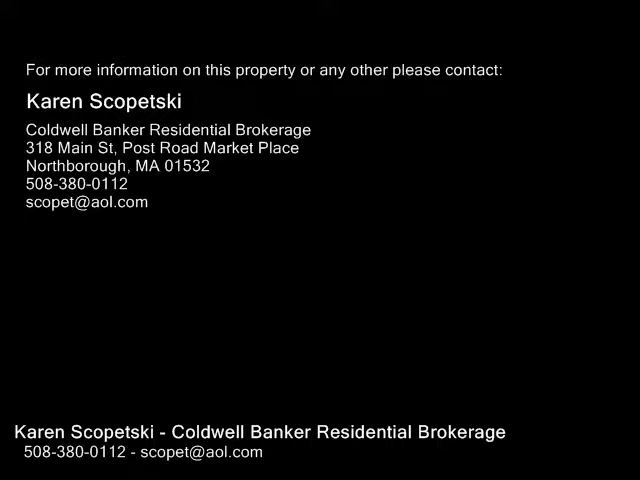 For more information on this property or any other please contact:
Karen Scopetski
Coldwell Banker Residential Brokerage
318 Main St, Post Road Market Place
Northborough, MA 01532
508-380-0112
scopet@aol.com
Karen Scopetski - Coldwell Banker Residential Brokerage
508-380-0112 - scopet@aol.com